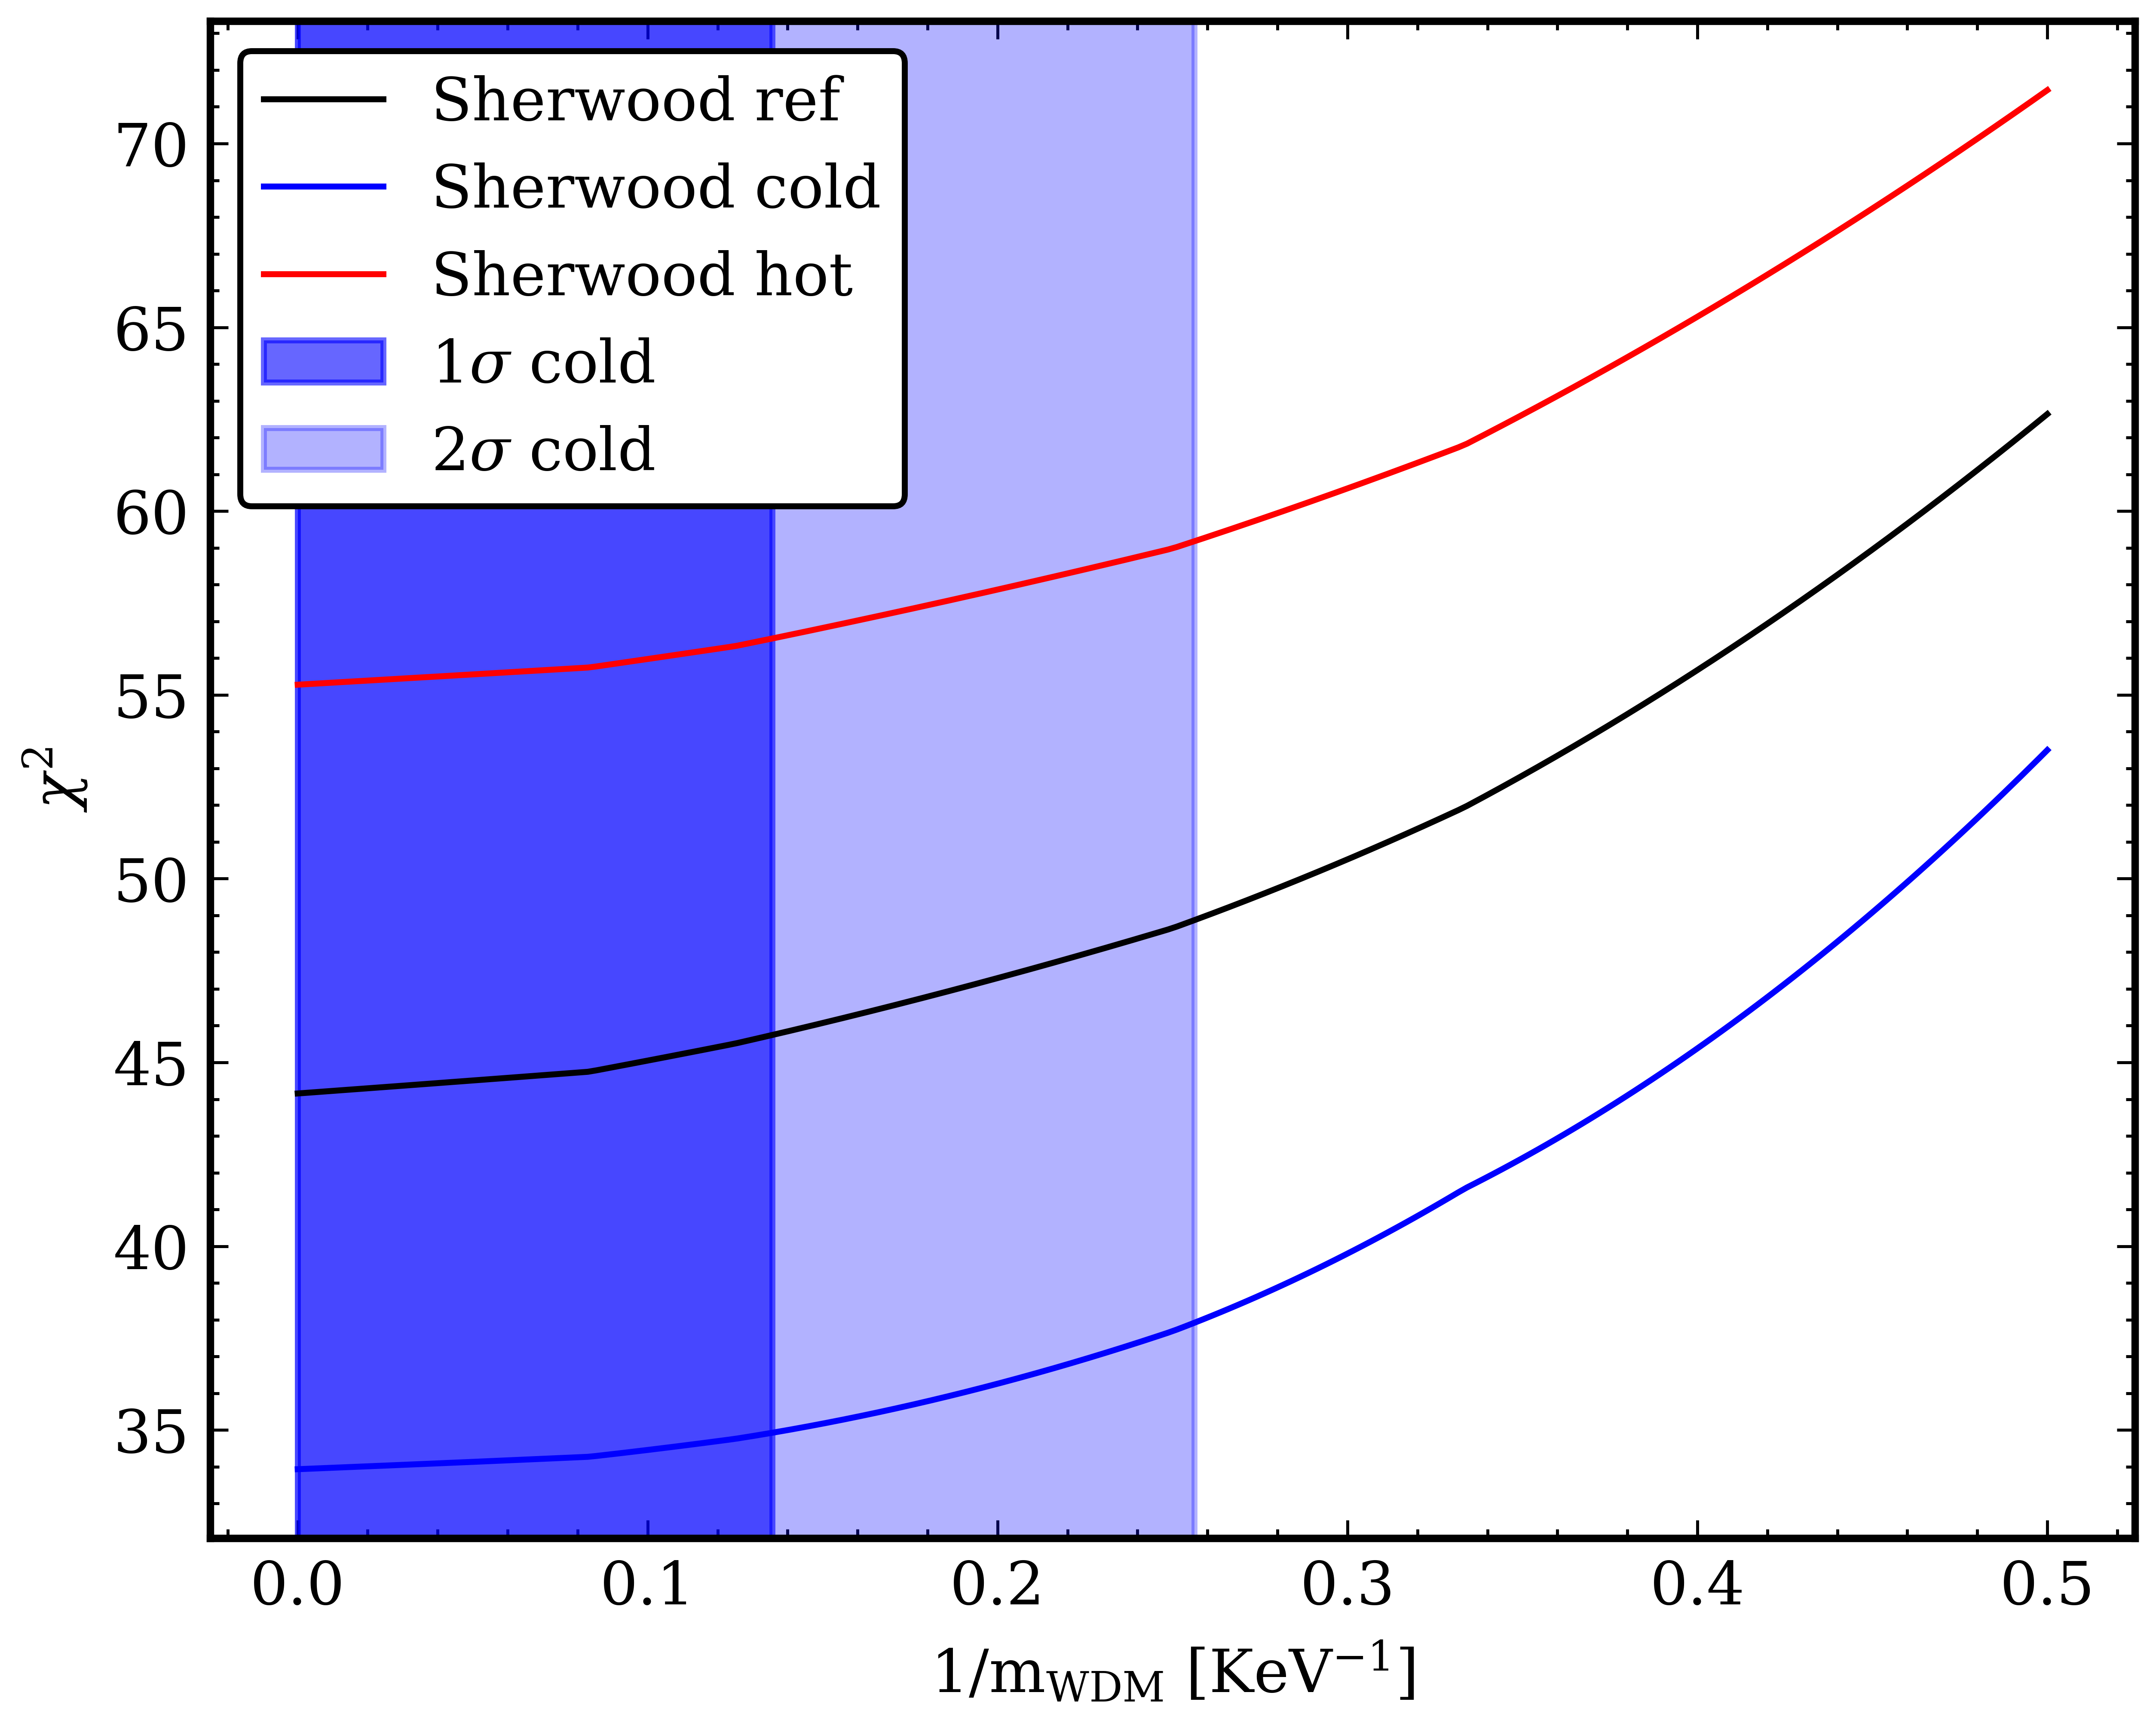 Sherwood ref
Sherwood cold
Sherwood hot
1σ cold
2σ cold
70
65
60
55
50
45
40
35
χ²
0.0 0.1 0.2 0.3 0.4 0.5
1/m_WDM [KeV⁻¹]